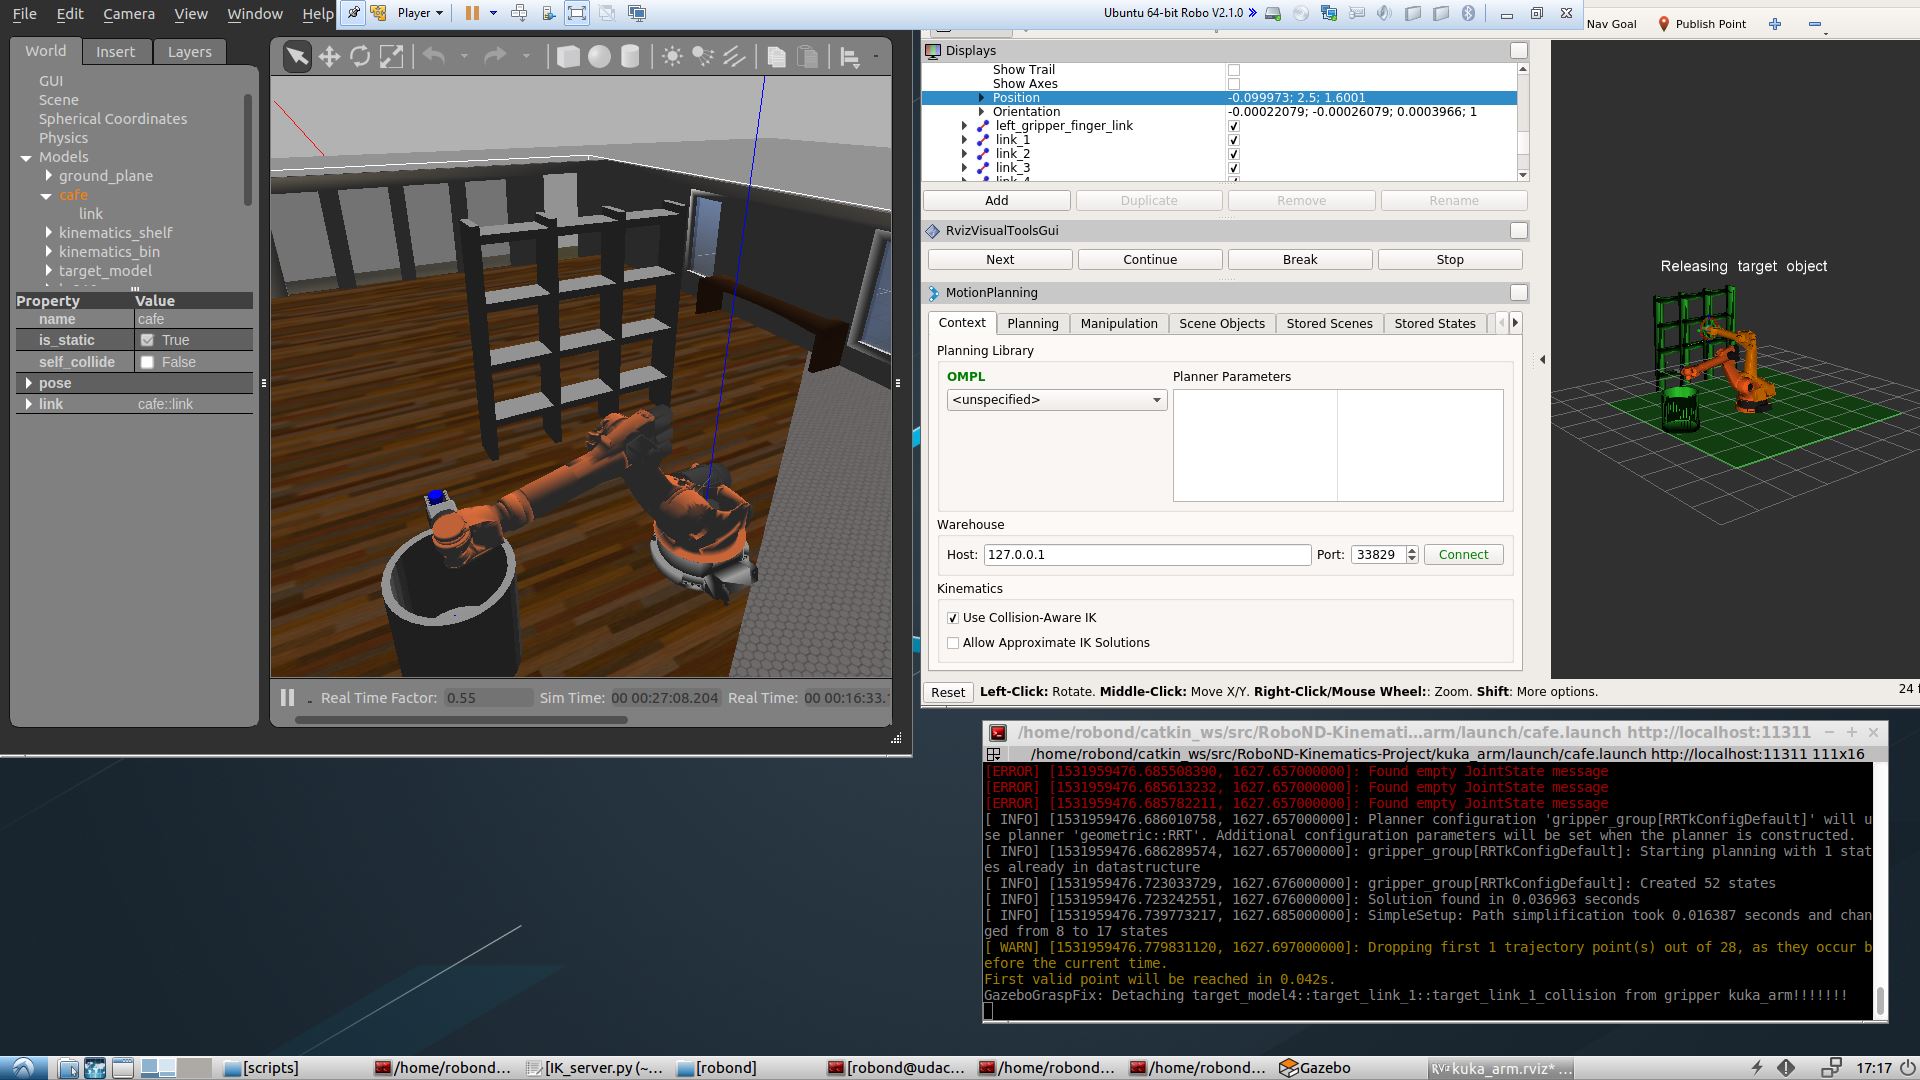 File Edit Camera View Window Help
Player
Ubuntu 64-bit Robo V2.1.0
Nav Goal
Publish Point
World
Insert
Layers
GUI
Scene
Spherical Coordinates
Physics
Models
ground_plane
cafe
link
kinematics_shelf
kinematics_bin
target_model
Property Value
name cafe
is_static True
self_collide False
pose
link cafe::link
Real Time Factor: 0.55 Sim Time: 00 00:27:08.204 Real Time: 00 00:16:33.
Displays
Show Trail
Show Axes
Position -0.099973; 2.5; 1.6001
Orientation -0.00022079; -0.00026079; 0.0003966; 1
left_gripper_finger_link
link_1
link_2
link_3
link_4
Add Duplicate Remove Rename
RvizVisualToolsGui
Next Continue Break Stop
MotionPlanning
Context Planning Manipulation Scene Objects Stored Scenes Stored States
Planning Library
OMPL Planner Parameters
<unspecified>
Warehouse
Host: 127.0.0.1 Port: 33829 Connect
Kinematics
Use Collision-Aware IK
Allow Approximate IK Solutions
Reset Left-Click: Rotate. Middle-Click: Move X/Y. Right-Click/Mouse Wheel:: Zoom. Shift: More options.
24 f
Releasing target object
/home/robond/catkin_ws/src/RoboND-Kinemati...arm/launch/cafe.launch http://localhost:11311
/home/robond/catkin_ws/src/RoboND-Kinematics-Project/kuka_arm/launch/cafe.launch http://localhost:11311 111x16
[ERROR] [1531959476.685508390, 1627.657000000]: Found empty JointState message
[ERROR] [1531959476.685613232, 1627.657000000]: Found empty JointState message
[ERROR] [1531959476.685782211, 1627.657000000]: Found empty JointState message
[ INFO] [1531959476.686010758, 1627.657000000]: Planner configuration 'gripper_group[RRTkConfigDefault]' will u
se planner 'geometric::RRT'. Additional configuration parameters will be set when the planner is constructed.
[ INFO] [1531959476.686289574, 1627.657000000]: gripper_group[RRTkConfigDefault]: Starting planning with 1 stat
es already in datastructure
[ INFO] [1531959476.723033729, 1627.676000000]: gripper_group[RRTkConfigDefault]: Created 52 states
[ INFO] [1531959476.723242551, 1627.676000000]: Solution found in 0.036963 seconds
[ INFO] [1531959476.739773217, 1627.685000000]: SimpleSetup: Path simplification took 0.016387 seconds and chan
ged from 8 to 17 states
[ WARN] [1531959476.779831120, 1627.697000000]: Dropping first 1 trajectory point(s) out of 28, as they occur b
efore the current time.
First valid point will be reached in 0.042s.
GazeboGraspFix: Detaching target_model4::target_link_1::target_link_1_collision from gripper kuka_arm!!!!!!!
[scripts] /home/robond... [IK_server.py (~... [robond] [robond@udac... /home/robond... /home/robond... Gazebo RViz kuka_arm.rviz* ... 17:17